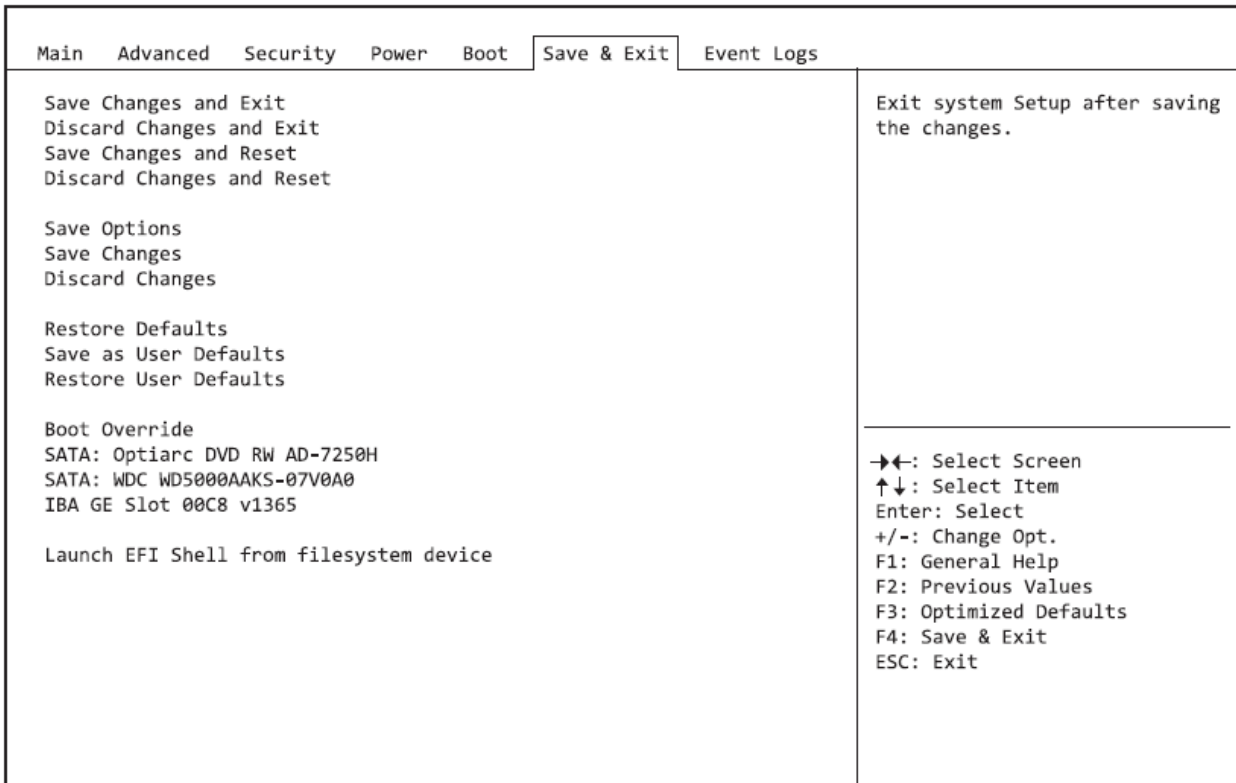 Main Advanced Security Power Boot Save & Exit Event Logs
Save Changes and Exit
Discard Changes and Exit
Save Changes and Reset
Discard Changes and Reset
Save Options
Save Changes
Discard Changes
Restore Defaults
Save as User Defaults
Restore User Defaults
Boot Override
SATA: Optiarc DVD RW AD-7250H
SATA: WDC WD5000AAKS-07V0A0
IBA GE Slot 00C8 v1365
Launch EFI Shell from filesystem device
Exit system Setup after saving
the changes.
→←: Select Screen
↑↓: Select Item
Enter: Select
+/-: Change Opt.
F1: General Help
F2: Previous Values
F3: Optimized Defaults
F4: Save & Exit
ESC: Exit